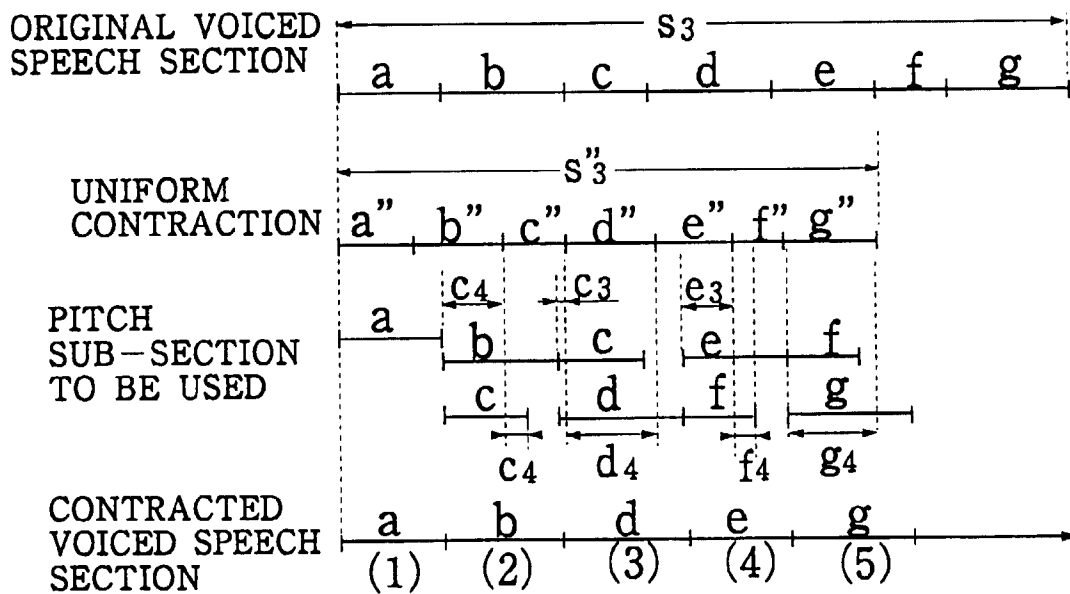 ORIGINAL VOICED
SPEECH SECTION
s3
a b c d e f g
UNIFORM
CONTRACTION
s"3
a" b" c" d" e" f" g"
PITCH
SUB-SECTION
TO BE USED
c4 c3 e3
a
b c e f
c d f g
c4 d4 f4 g4
CONTRACTED
VOICED SPEECH
SECTION
a b d e g
(1) (2) (3) (4) (5)